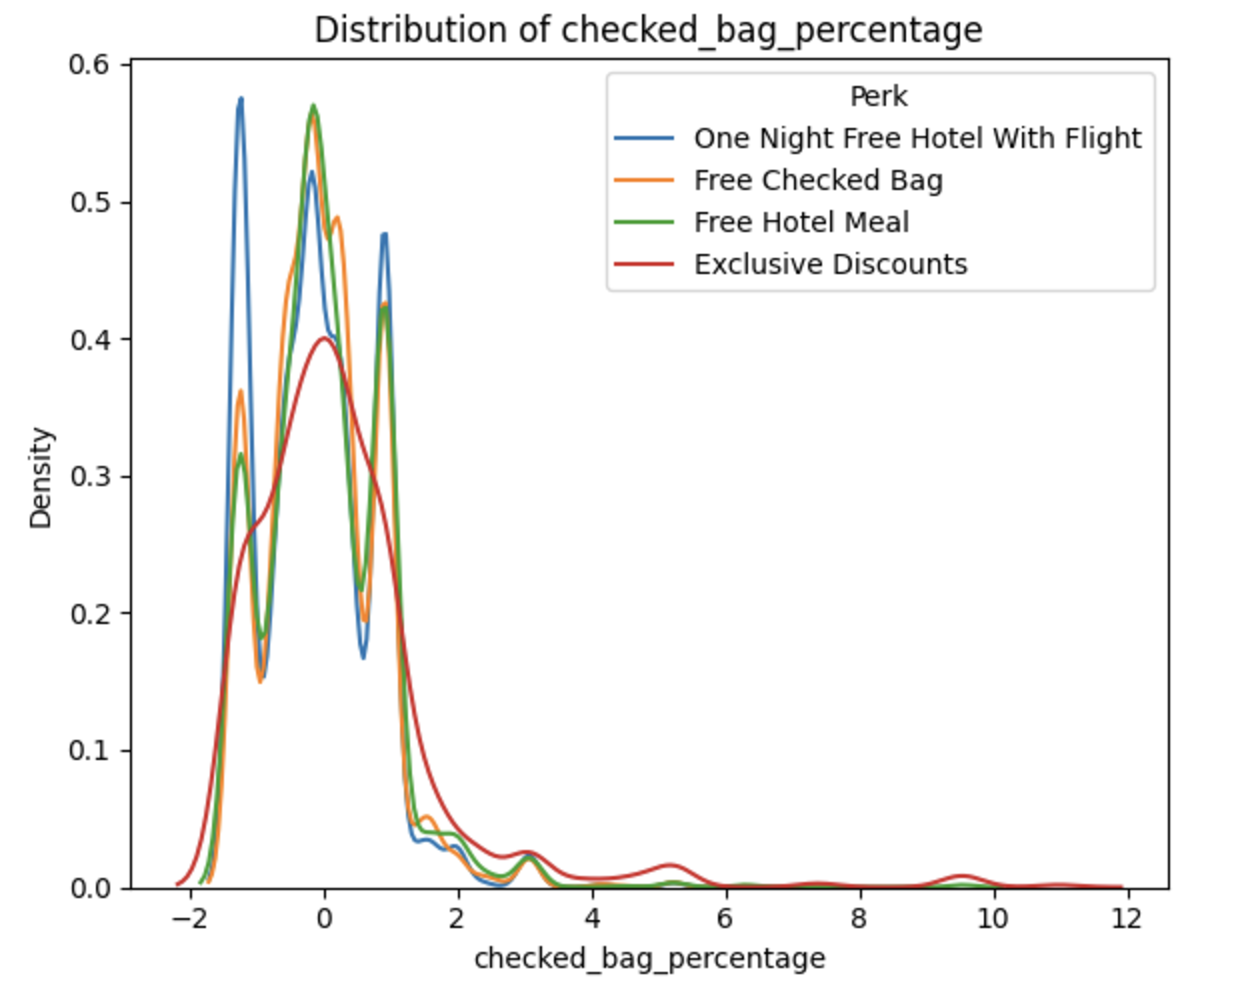 Distribution of checked_bag_percentage
Perk
One Night Free Hotel With Flight
Free Checked Bag
Free Hotel Meal
Exclusive Discounts
Density
0.6
0.5
0.4
0.3
0.2
0.1
0.0
−2 0 2 4 6 8 10 12
checked_bag_percentage